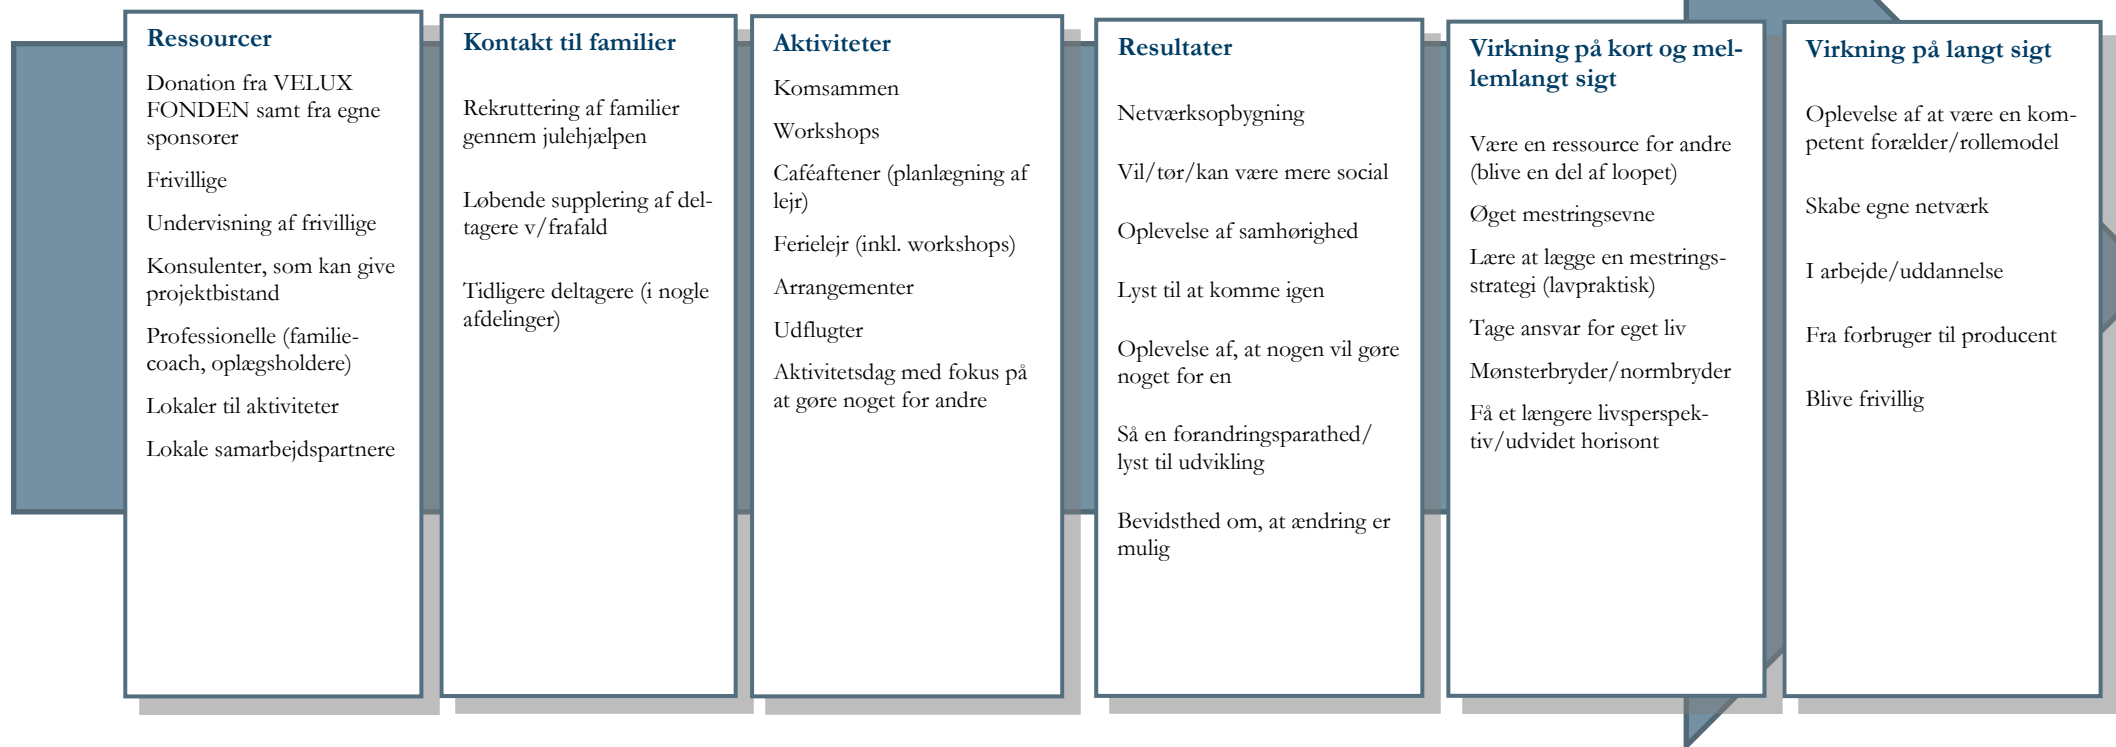 Ressourcer
Donation fra VELUX
FONDEN samt fra egne
sponsorer
Frivillige
Undervisning af frivillige
Konsulenter, som kan give
projektbistand
Professionelle (familie-
coach, oplægsholdere)
Lokaler til aktiviteter
Lokale samarbejdspartnere
Kontakt til familier
Rekruttering af familier
gennem julehjælpen
Løbende supplering af del-
tagere v/frafald
Tidligere deltagere (i nogle
afdelinger)
Aktiviteter
Komsammen
Workshops
Caféaftener (planlægning af
lejr)
Ferielejr (inkl. workshops)
Arrangementer
Udflugter
Aktivitetsdag med fokus på
at gøre noget for andre
Resultater
Netværksopbygning
Vil/tør/kan være mere social
Oplevelse af samhørighed
Lyst til at komme igen
Oplevelse af, at nogen vil gøre
noget for en
Så en forandringsparathed/
lyst til udvikling
Bevidsthed om, at ændring er
mulig
Virkning på kort og mel-
lemlangt sigt
Være en ressource for andre
(blive en del af loopet)
Øget mestringsevne
Lære at lægge en mestrings-
strategi (lavpraktisk)
Tage ansvar for eget liv
Mønsterbryder/normbryder
Få et længere livsperspek-
tiv/udvidet horisont
Virkning på langt sigt
Oplevelse af at være en kom-
petent forælder/rollemodel
Skabe egne netværk
I arbejde/uddannelse
Fra forbruger til producent
Blive frivillig